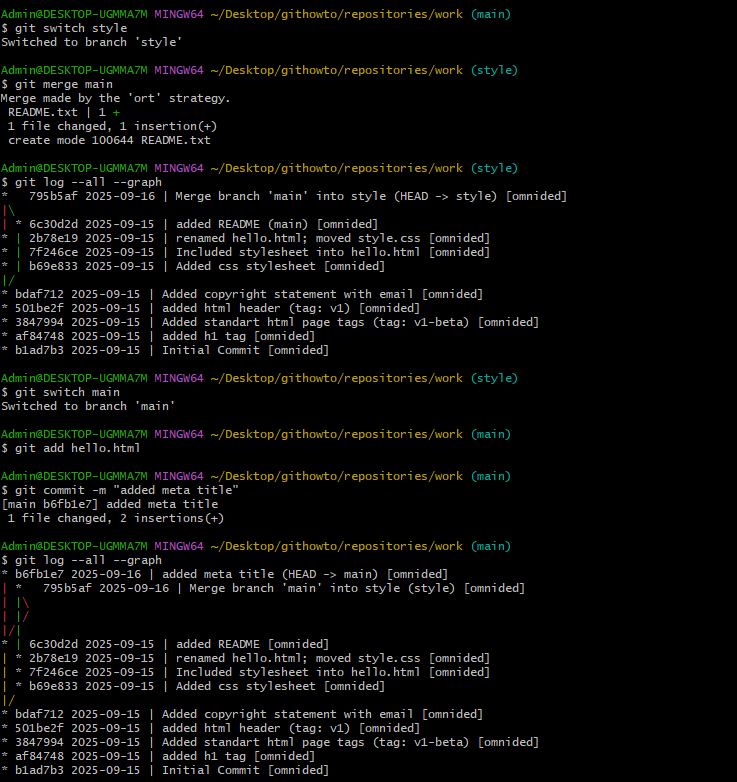 Admin@DESKTOP-UGMMA7M MINGW64 ~/Desktop/githowto/repositories/work (main)
$ git switch style
Switched to branch 'style'

Admin@DESKTOP-UGMMA7M MINGW64 ~/Desktop/githowto/repositories/work (style)
$ git merge main
Merge made by the 'ort' strategy.
 README.txt | 1 +
 1 file changed, 1 insertion(+)
 create mode 100644 README.txt

Admin@DESKTOP-UGMMA7M MINGW64 ~/Desktop/githowto/repositories/work (style)
$ git log --all --graph
*   795b5af 2025-09-16 | Merge branch 'main' into style (HEAD -> style) [omnided]
|\
| * 6c30d2d 2025-09-15 | added README (main) [omnided]
* | 2b78e19 2025-09-15 | renamed hello.html; moved style.css [omnided]
* | 7f246ce 2025-09-15 | Included stylesheet into hello.html [omnided]
* | b69e833 2025-09-15 | Added css stylesheet [omnided]
|/
* bdaf712 2025-09-15 | Added copyright statement with email [omnided]
* 501be2f 2025-09-15 | added html header (tag: v1) [omnided]
* 3847994 2025-09-15 | Added standart html page tags (tag: v1-beta) [omnided]
* af84748 2025-09-15 | added h1 tag [omnided]
* b1ad7b3 2025-09-15 | Initial Commit [omnided]

Admin@DESKTOP-UGMMA7M MINGW64 ~/Desktop/githowto/repositories/work (style)
$ git switch main
Switched to branch 'main'

Admin@DESKTOP-UGMMA7M MINGW64 ~/Desktop/githowto/repositories/work (main)
$ git add hello.html

Admin@DESKTOP-UGMMA7M MINGW64 ~/Desktop/githowto/repositories/work (main)
$ git commit -m "added meta title"
[main b6fb1e7] added meta title
 1 file changed, 2 insertions(+)

Admin@DESKTOP-UGMMA7M MINGW64 ~/Desktop/githowto/repositories/work (main)
$ git log --all --graph
* b6fb1e7 2025-09-16 | added meta title (HEAD -> main) [omnided]
| *   795b5af 2025-09-16 | Merge branch 'main' into style (style) [omnided]
| |\
| |/
|/|
* | 6c30d2d 2025-09-15 | added README [omnided]
| * 2b78e19 2025-09-15 | renamed hello.html; moved style.css [omnided]
| * 7f246ce 2025-09-15 | Included stylesheet into hello.html [omnided]
| * b69e833 2025-09-15 | Added css stylesheet [omnided]
|/
* bdaf712 2025-09-15 | Added copyright statement with email [omnided]
* 501be2f 2025-09-15 | added html header (tag: v1) [omnided]
* 3847994 2025-09-15 | Added standart html page tags (tag: v1-beta) [omnided]
* af84748 2025-09-15 | added h1 tag [omnided]
* b1ad7b3 2025-09-15 | Initial Commit [omnided]